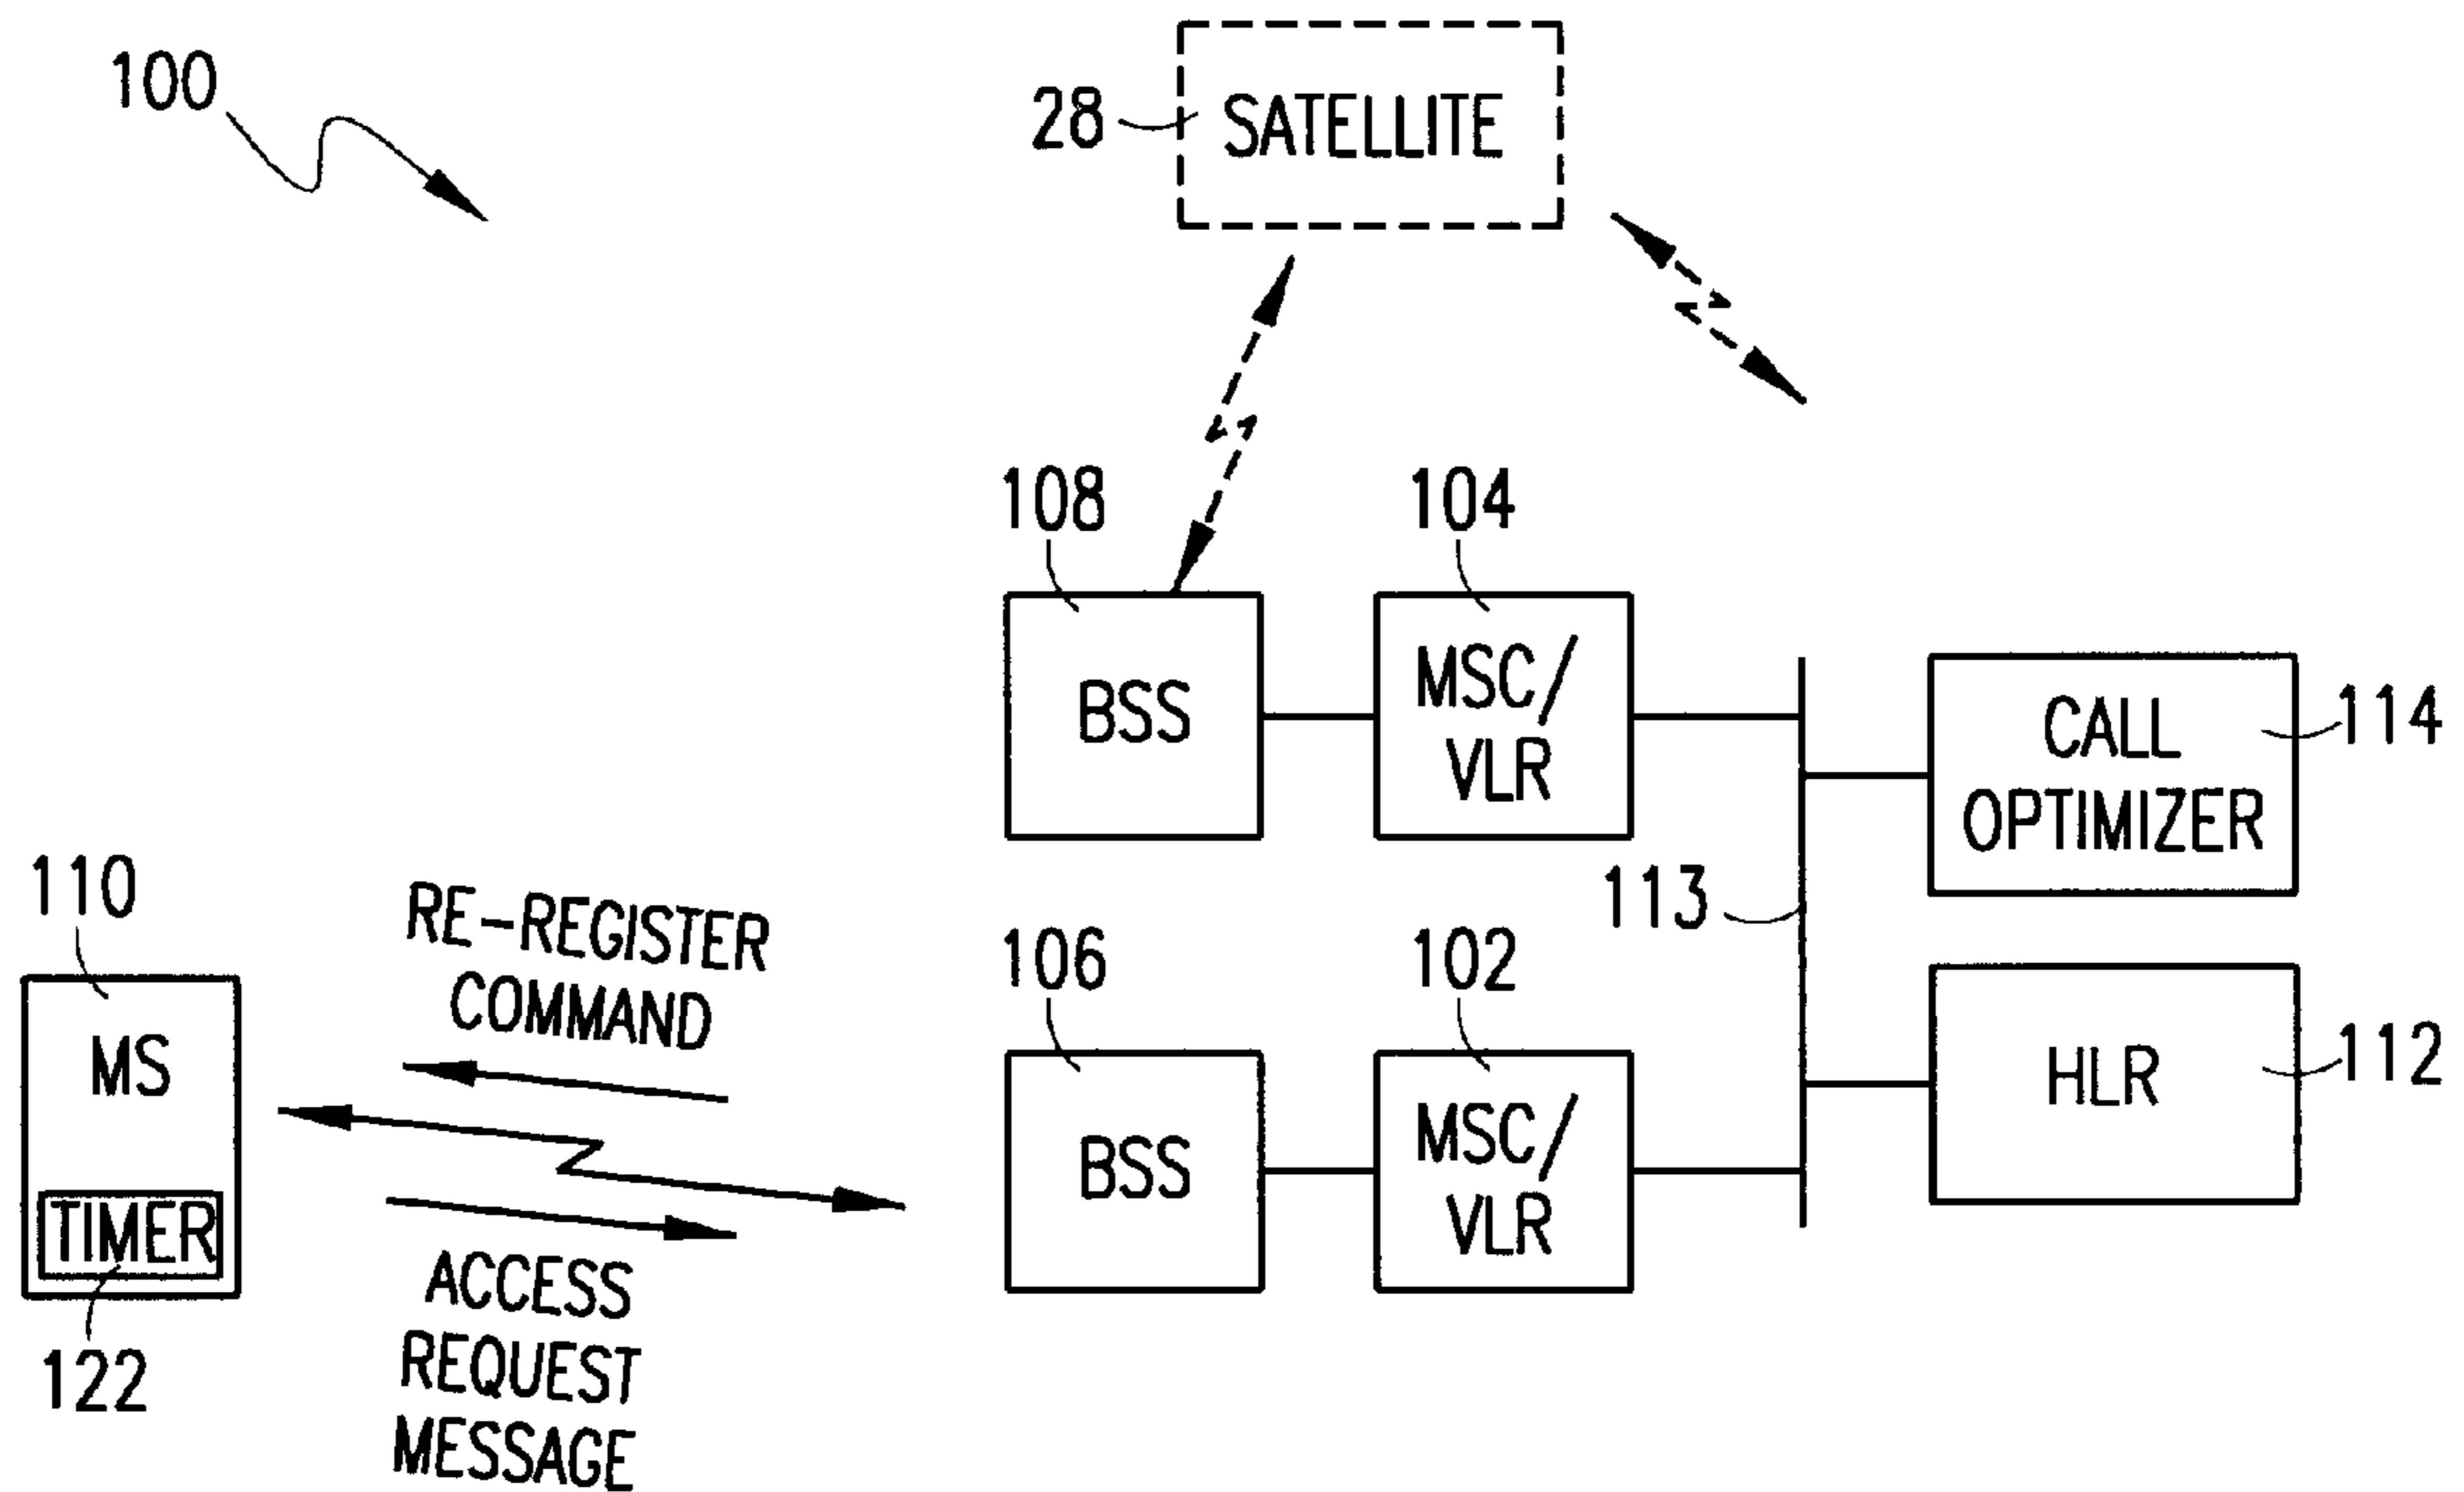 100
28
SATELLITE
108
104
BSS
MSC/
VLR
CALL
OPTIMIZER
114
113
110
RE-REGISTER
COMMAND
106
102
MS
TIMER
122
BSS
MSC/
VLR
HLR
112
ACCESS
REQUEST
MESSAGE